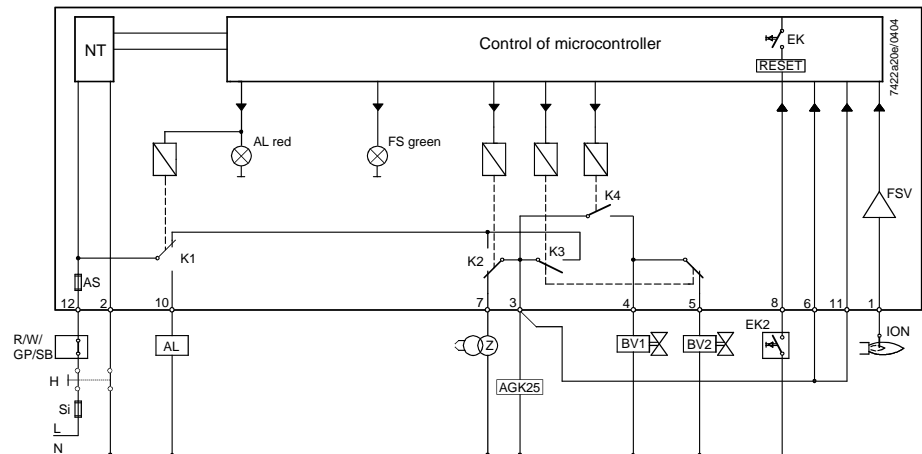 NT
Control of microcontroller
EK
RESET
7422a20e/0404
AL red
FS green
FSV
K4
K1
K2
K3
AS
12
2
10
7
3
4
5
8
6
11
1
R/W/
GP/SB
AL
Z
BV1
BV2
EK2
ION
H
AGK25
Si
L
N